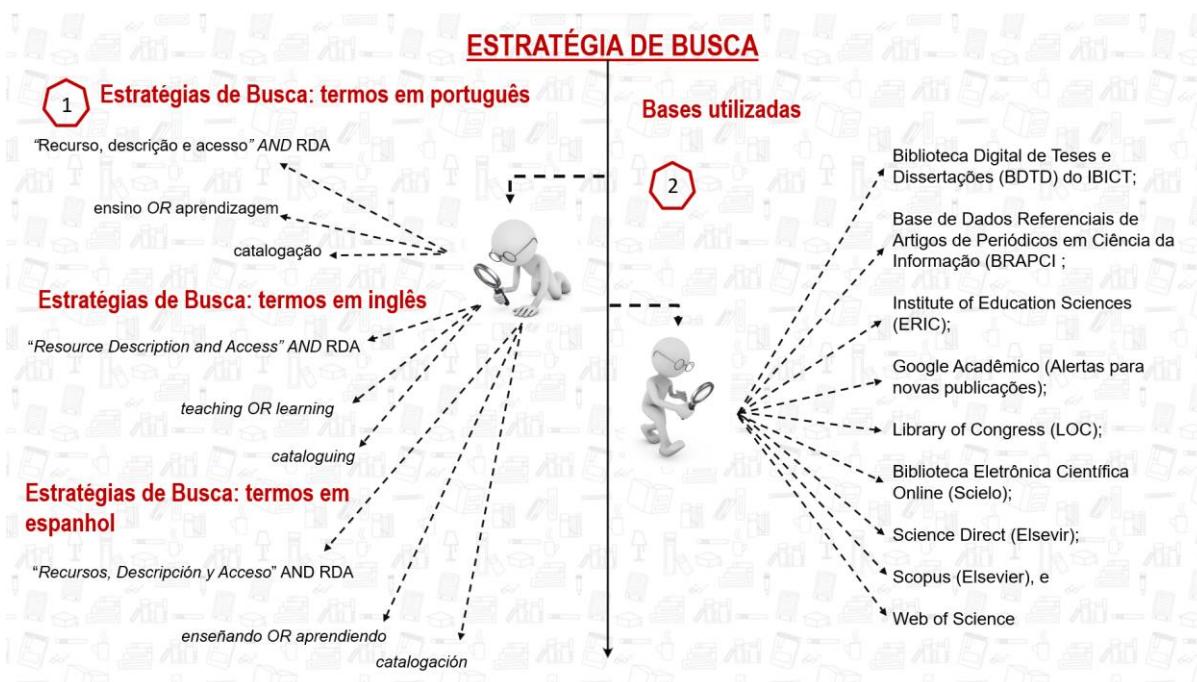 ESTRATÉGIA DE BUSCA
1
Estratégias de Busca: termos em português
“Recurso, descrição e acesso” AND RDA
ensino OR aprendizagem
catalogação
Estratégias de Busca: termos em inglês
“Resource Description and Access” AND RDA
teaching OR learning
cataloguing
Estratégias de Busca: termos em
espanhol
“Recursos, Descripción y Acceso” AND RDA
enseñando OR aprendiendo
catalogación
Bases utilizadas
2
Biblioteca Digital de Teses e
Dissertações (BDTD) do IBICT;
Base de Dados Referenciais de
Artigos de Periódicos em Ciência da
Informação (BRAPCI ;
Institute of Education Sciences
(ERIC);
Google Acadêmico (Alertas para
novas publicações);
Library of Congress (LOC);
Biblioteca Eletrônica Científica
Online (Scielo);
Science Direct (Elsevir);
Scopus (Elsevier), e
Web of Science